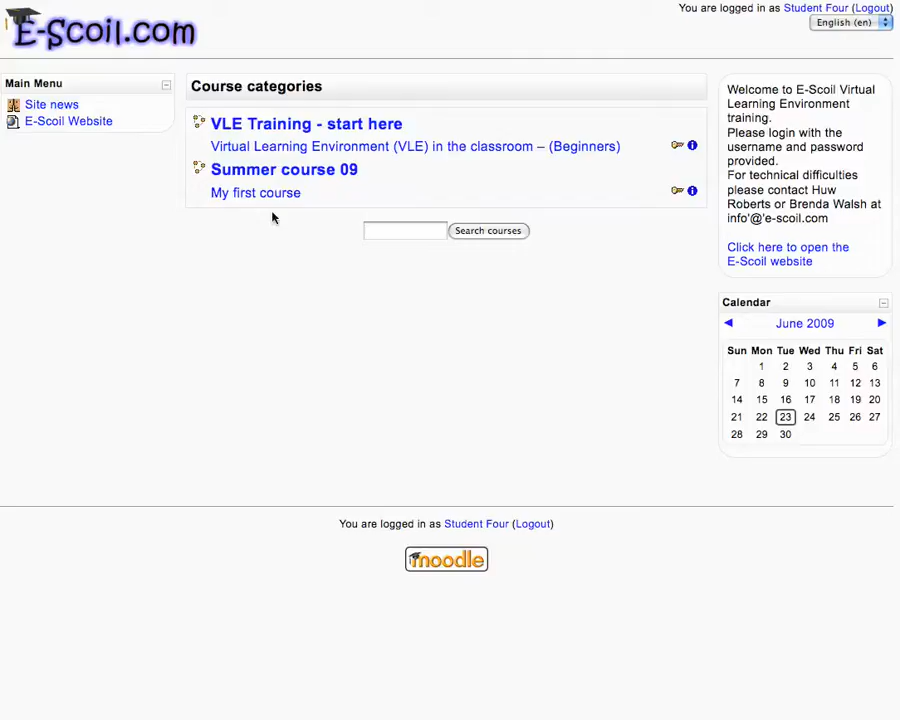 E-Scoil.com
You are logged in as Student Four (Logout)
English (en)
Main Menu
Site news
E-Scoil Website
Course categories
VLE Training - start here
Virtual Learning Environment (VLE) in the classroom – (Beginners)
Summer course 09
My first course
Search courses
Welcome to E-Scoil Virtual
Learning Environment
training.
Please login with the
username and password
provided.
For technical difficulties
please contact Huw
Roberts or Brenda Walsh at
info'@'e-scoil.com
Click here to open the
E-Scoil website
Calendar
◄ June 2009 ►
Sun Mon Tue Wed Thu Fri Sat
1 2 3 4 5 6
7 8 9 10 11 12 13
14 15 16 17 18 19 20
21 22 23 24 25 26 27
28 29 30
You are logged in as Student Four (Logout)
moodle